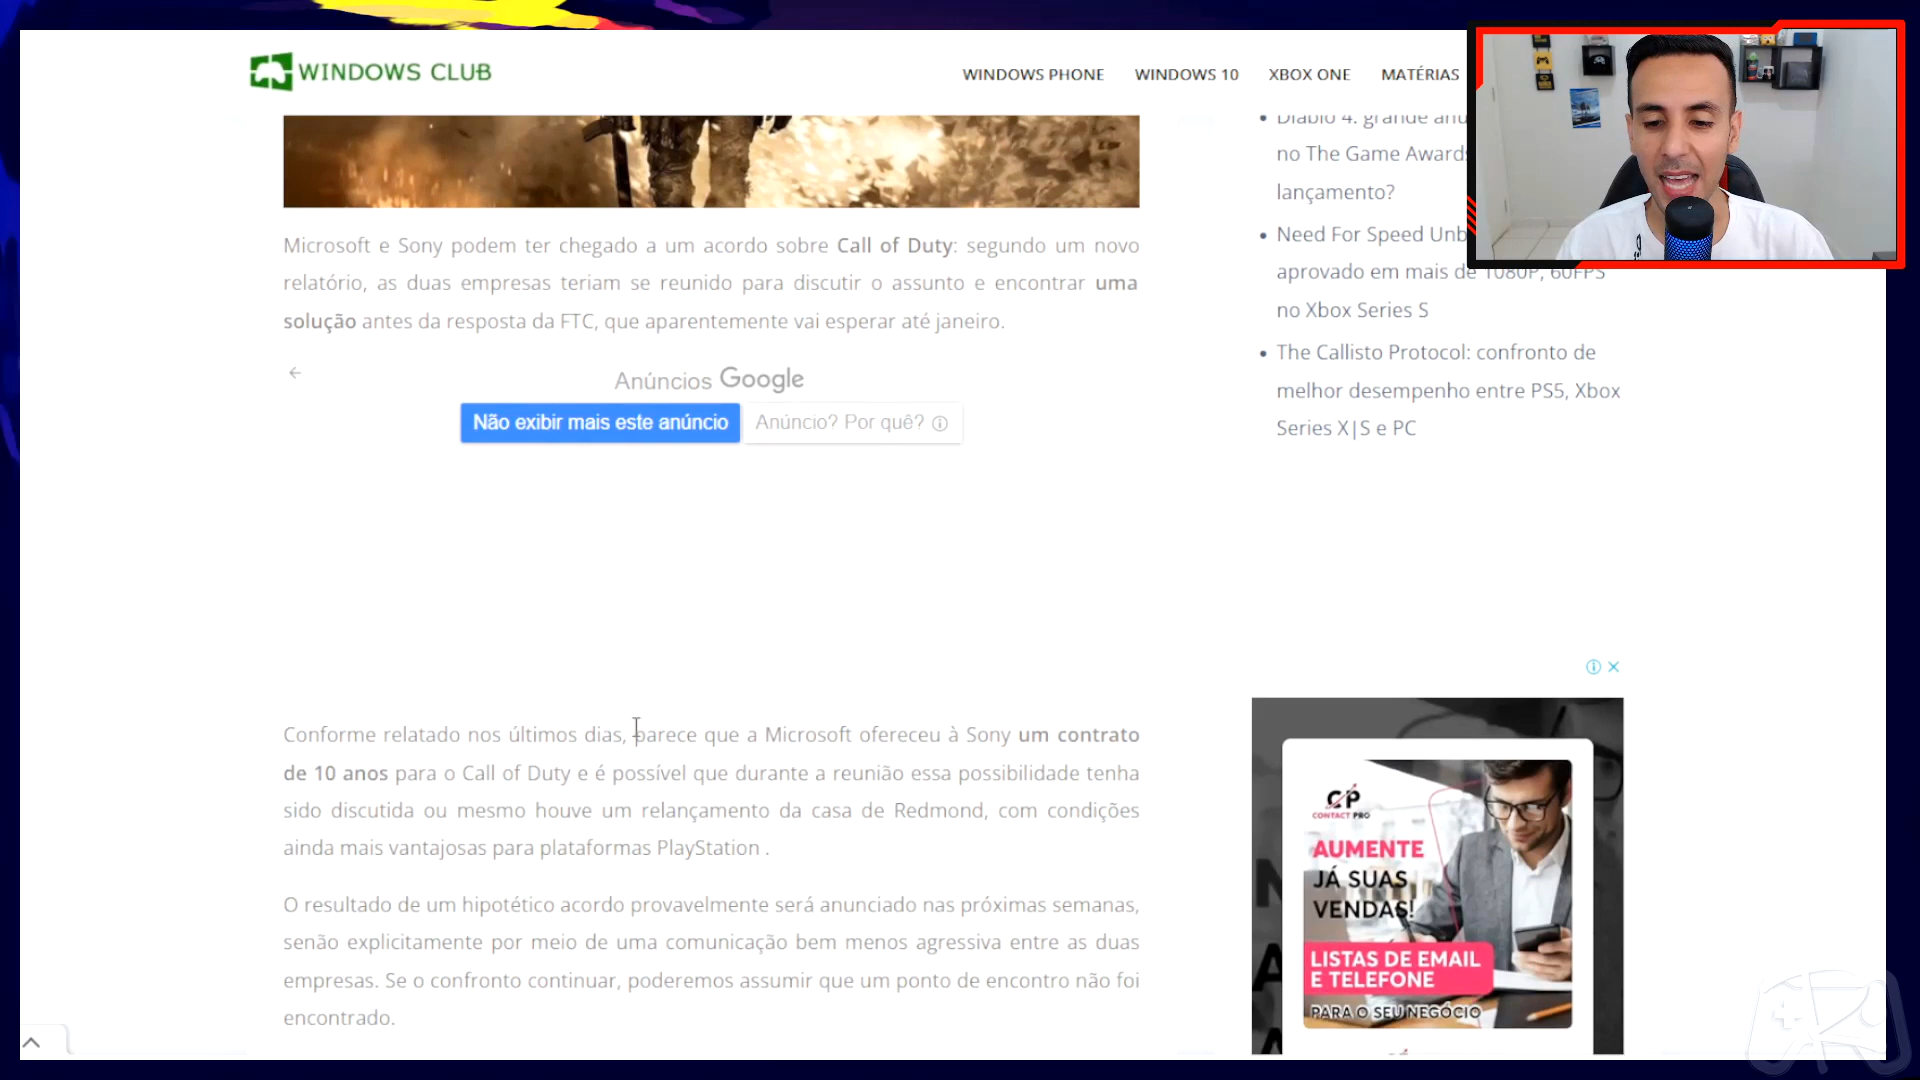 WINDOWS CLUB
WINDOWS PHONE WINDOWS 10 XBOX ONE MATÉRIAS
Microsoft e Sony podem ter chegado a um acordo sobre Call of Duty: segundo um novo
relatório, as duas empresas teriam se reunido para discutir o assunto e encontrar uma
solução antes da resposta da FTC, que aparentemente vai esperar até janeiro.
Anúncios Google
Não exibir mais este anúncio
Anúncio? Por quê?
Conforme relatado nos últimos dias, parece que a Microsoft ofereceu à Sony um contrato
de 10 anos para o Call of Duty e é possível que durante a reunião essa possibilidade tenha
sido discutida ou mesmo houve um relançamento da casa de Redmond, com condições
ainda mais vantajosas para plataformas PlayStation .
O resultado de um hipotético acordo provavelmente será anunciado nas próximas semanas,
senão explicitamente por meio de uma comunicação bem menos agressiva entre as duas
empresas. Se o confronto continuar, poderemos assumir que um ponto de encontro não foi
encontrado.
Diablo 4: grande
no The Game Awards
lançamento?
Need For Speed
aprovado em mais de 1080P, 60FPS
no Xbox Series S
The Callisto Protocol: confronto de
melhor desempenho entre PS5, Xbox
Series X|S e PC
CP
CONTACT PRO
AUMENTE
JÁ SUAS
VENDAS!
LISTAS DE EMAIL
E TELEFONE
PARA O SEU NEGÓCIO